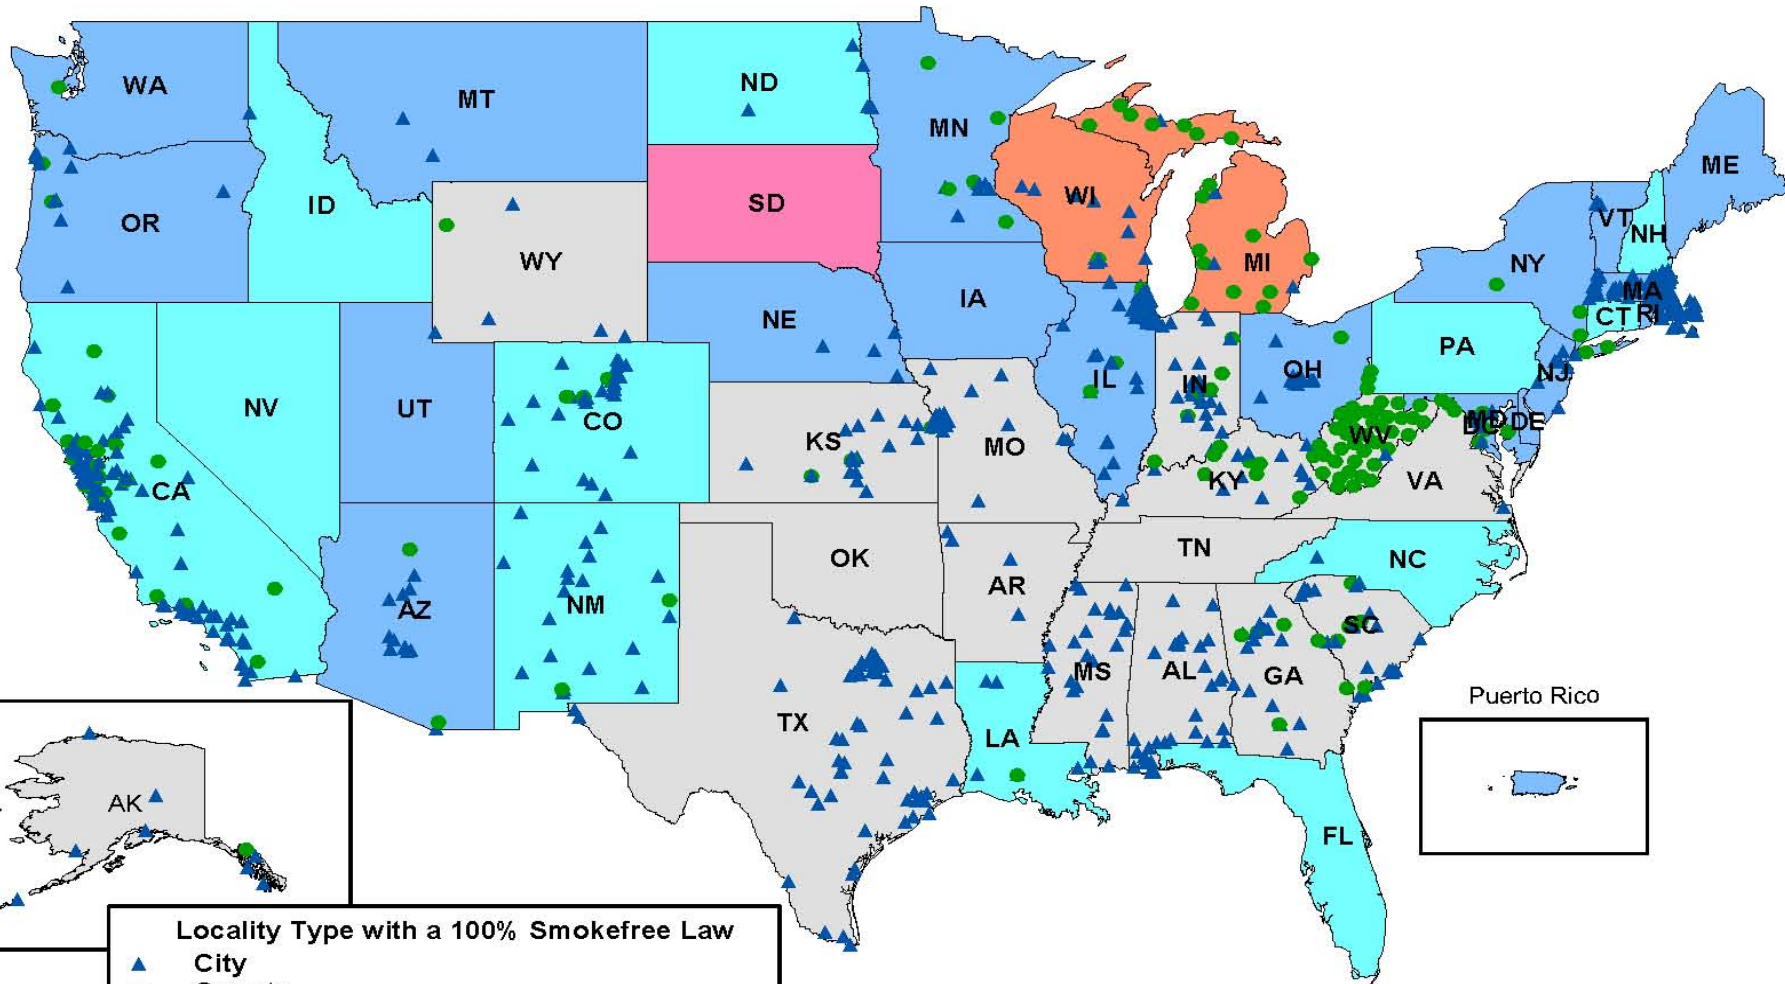 WA
MT
ND
MN
ME
OR
ID
SD
WI
VT
NH
WY
MI
NY
MA
CT RI
IA
NE
PA
NV
UT
CO
IL
IN
OH
NJ
KS
MO
WV
MD
DE
DC
CA
KY
VA
OK
TN
NC
AZ
NM
AR
SC
MS
AL
GA
TX
LA
Puerto Rico
AK
FL
Locality Type with a 100% Smokefree Law
City